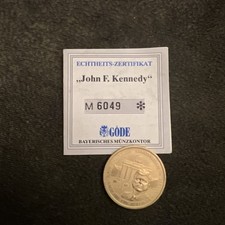 ECHTHEITS-ZERTIFIKAT
„John F. Kennedy“
M 6049 ✻
GÖDE
BAYERISCHES MÜNZKONTOR